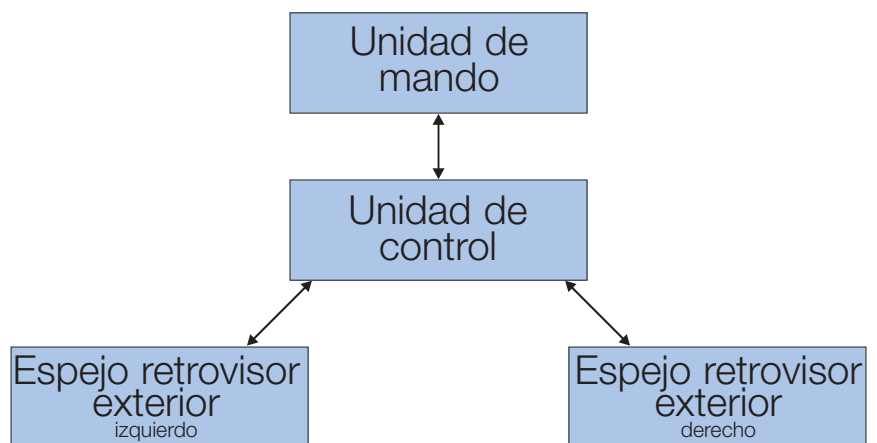 Unidad de
mando
Unidad de
control
Espejo retrovisor
exterior
izquierdo
Espejo retrovisor
exterior
derecho